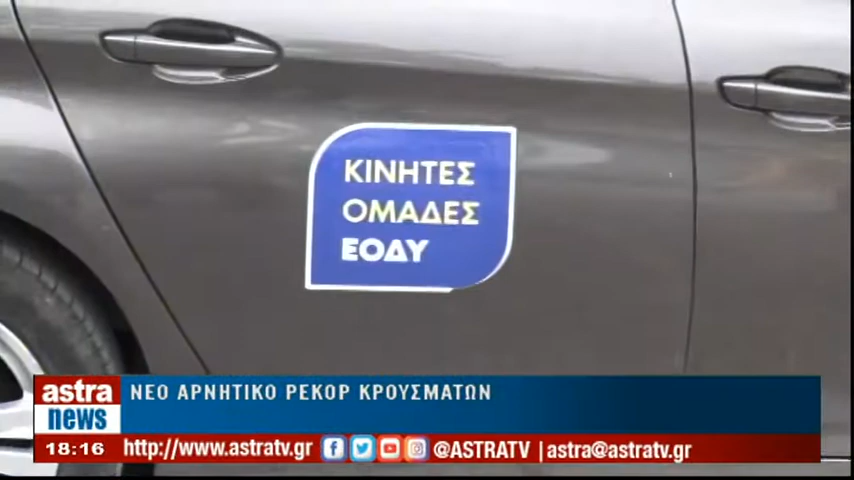 ΚΙΝΗΤΕΣ
ΟΜΑΔΕΣ
ΕΟΔΥ
astra
news
ΝΕΟ ΑΡΝΗΤΙΚΟ ΡΕΚΟΡ ΚΡΟΥΣΜΑΤΩΝ
18:16
http://www.astratv.gr
@ASTRATV | astra@astratv.gr